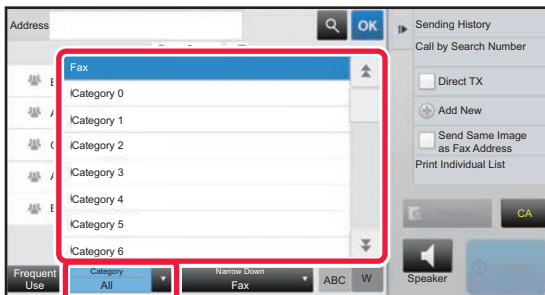 Address
OK
Sending History
Call by Search Number
Fax
Direct TX
Category 0
Add New
Category 1
Send Same Image
as Fax Address
Category 2
Print Individual List
Category 3
Category 4
Category 5
CA
Category 6
Frequent
Use
Category
All
Narrow Down
Fax
ABC
W
Speaker
Start